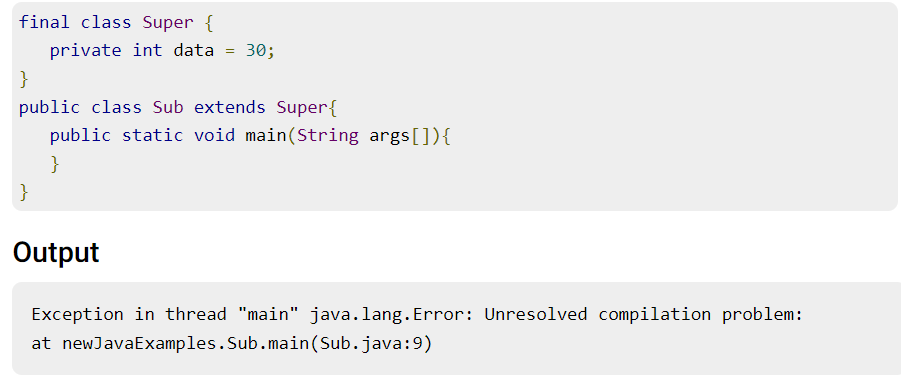 final class Super {
   private int data = 30;
}
public class Sub extends Super{
   public static void main(String args[]){
   }
}
Output
Exception in thread "main" java.lang.Error: Unresolved compilation problem:
at newJavaExamples.Sub.main(Sub.java:9)